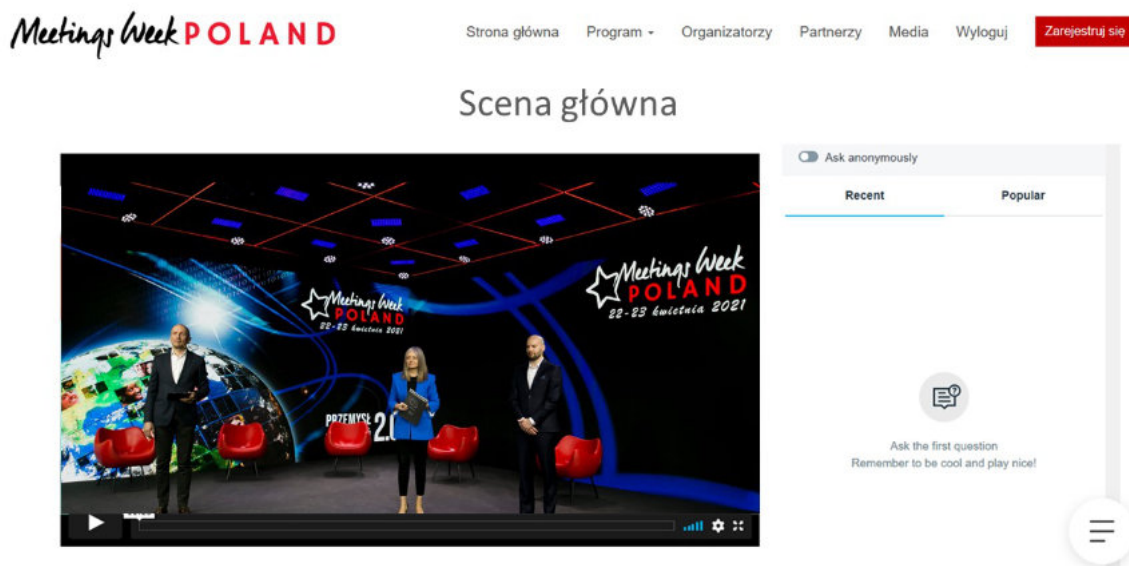 Meetings Week POLAND
Strona główna Program Organizatorzy Partnerzy Media Wyloguj Zarejestruj się
Scena główna
Ask anonymously
Recent Popular
Meetings Week
POLAND
22-23 kwietnia 2021
Meetings Week
POLAND
22-23 kwietnia 2021
PRZEMYSŁ
2.0
Ask the first question
Remember to be cool and play nice!